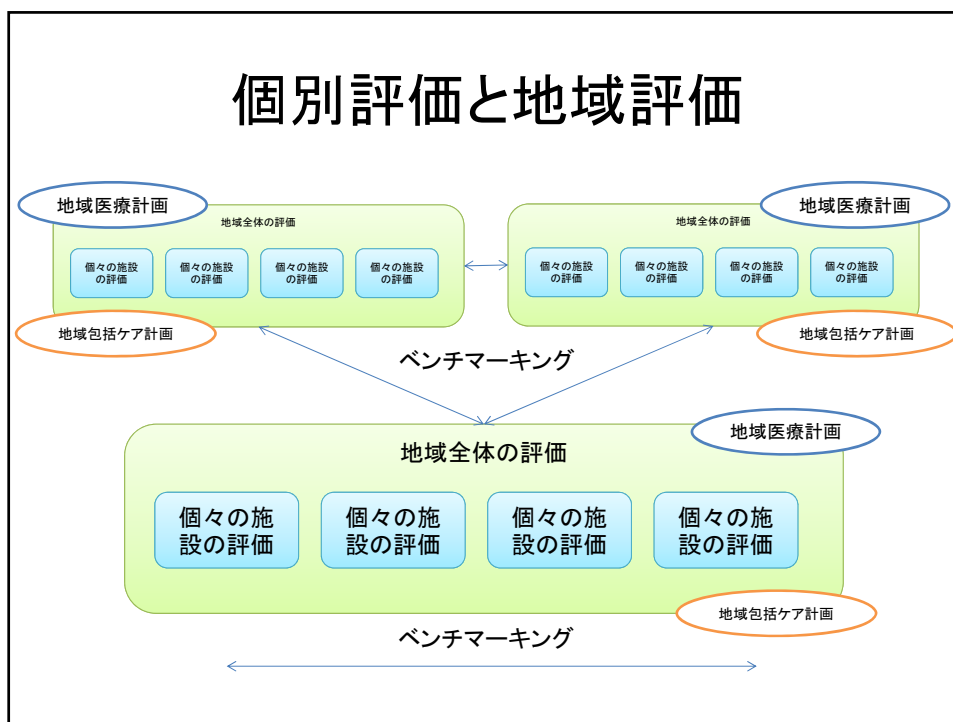 個別評価と地域評価
地域医療計画
地域全体の評価
個々の施設
の評価
個々の施設
の評価
個々の施設
の評価
個々の施設
の評価
地域包括ケア計画
地域医療計画
地域全体の評価
個々の施設
の評価
個々の施設
の評価
個々の施設
の評価
個々の施設
の評価
地域包括ケア計画
ベンチマーキング
地域医療計画
地域全体の評価
個々の施
設の評価
個々の施
設の評価
個々の施
設の評価
個々の施
設の評価
地域包括ケア計画
ベンチマーキング